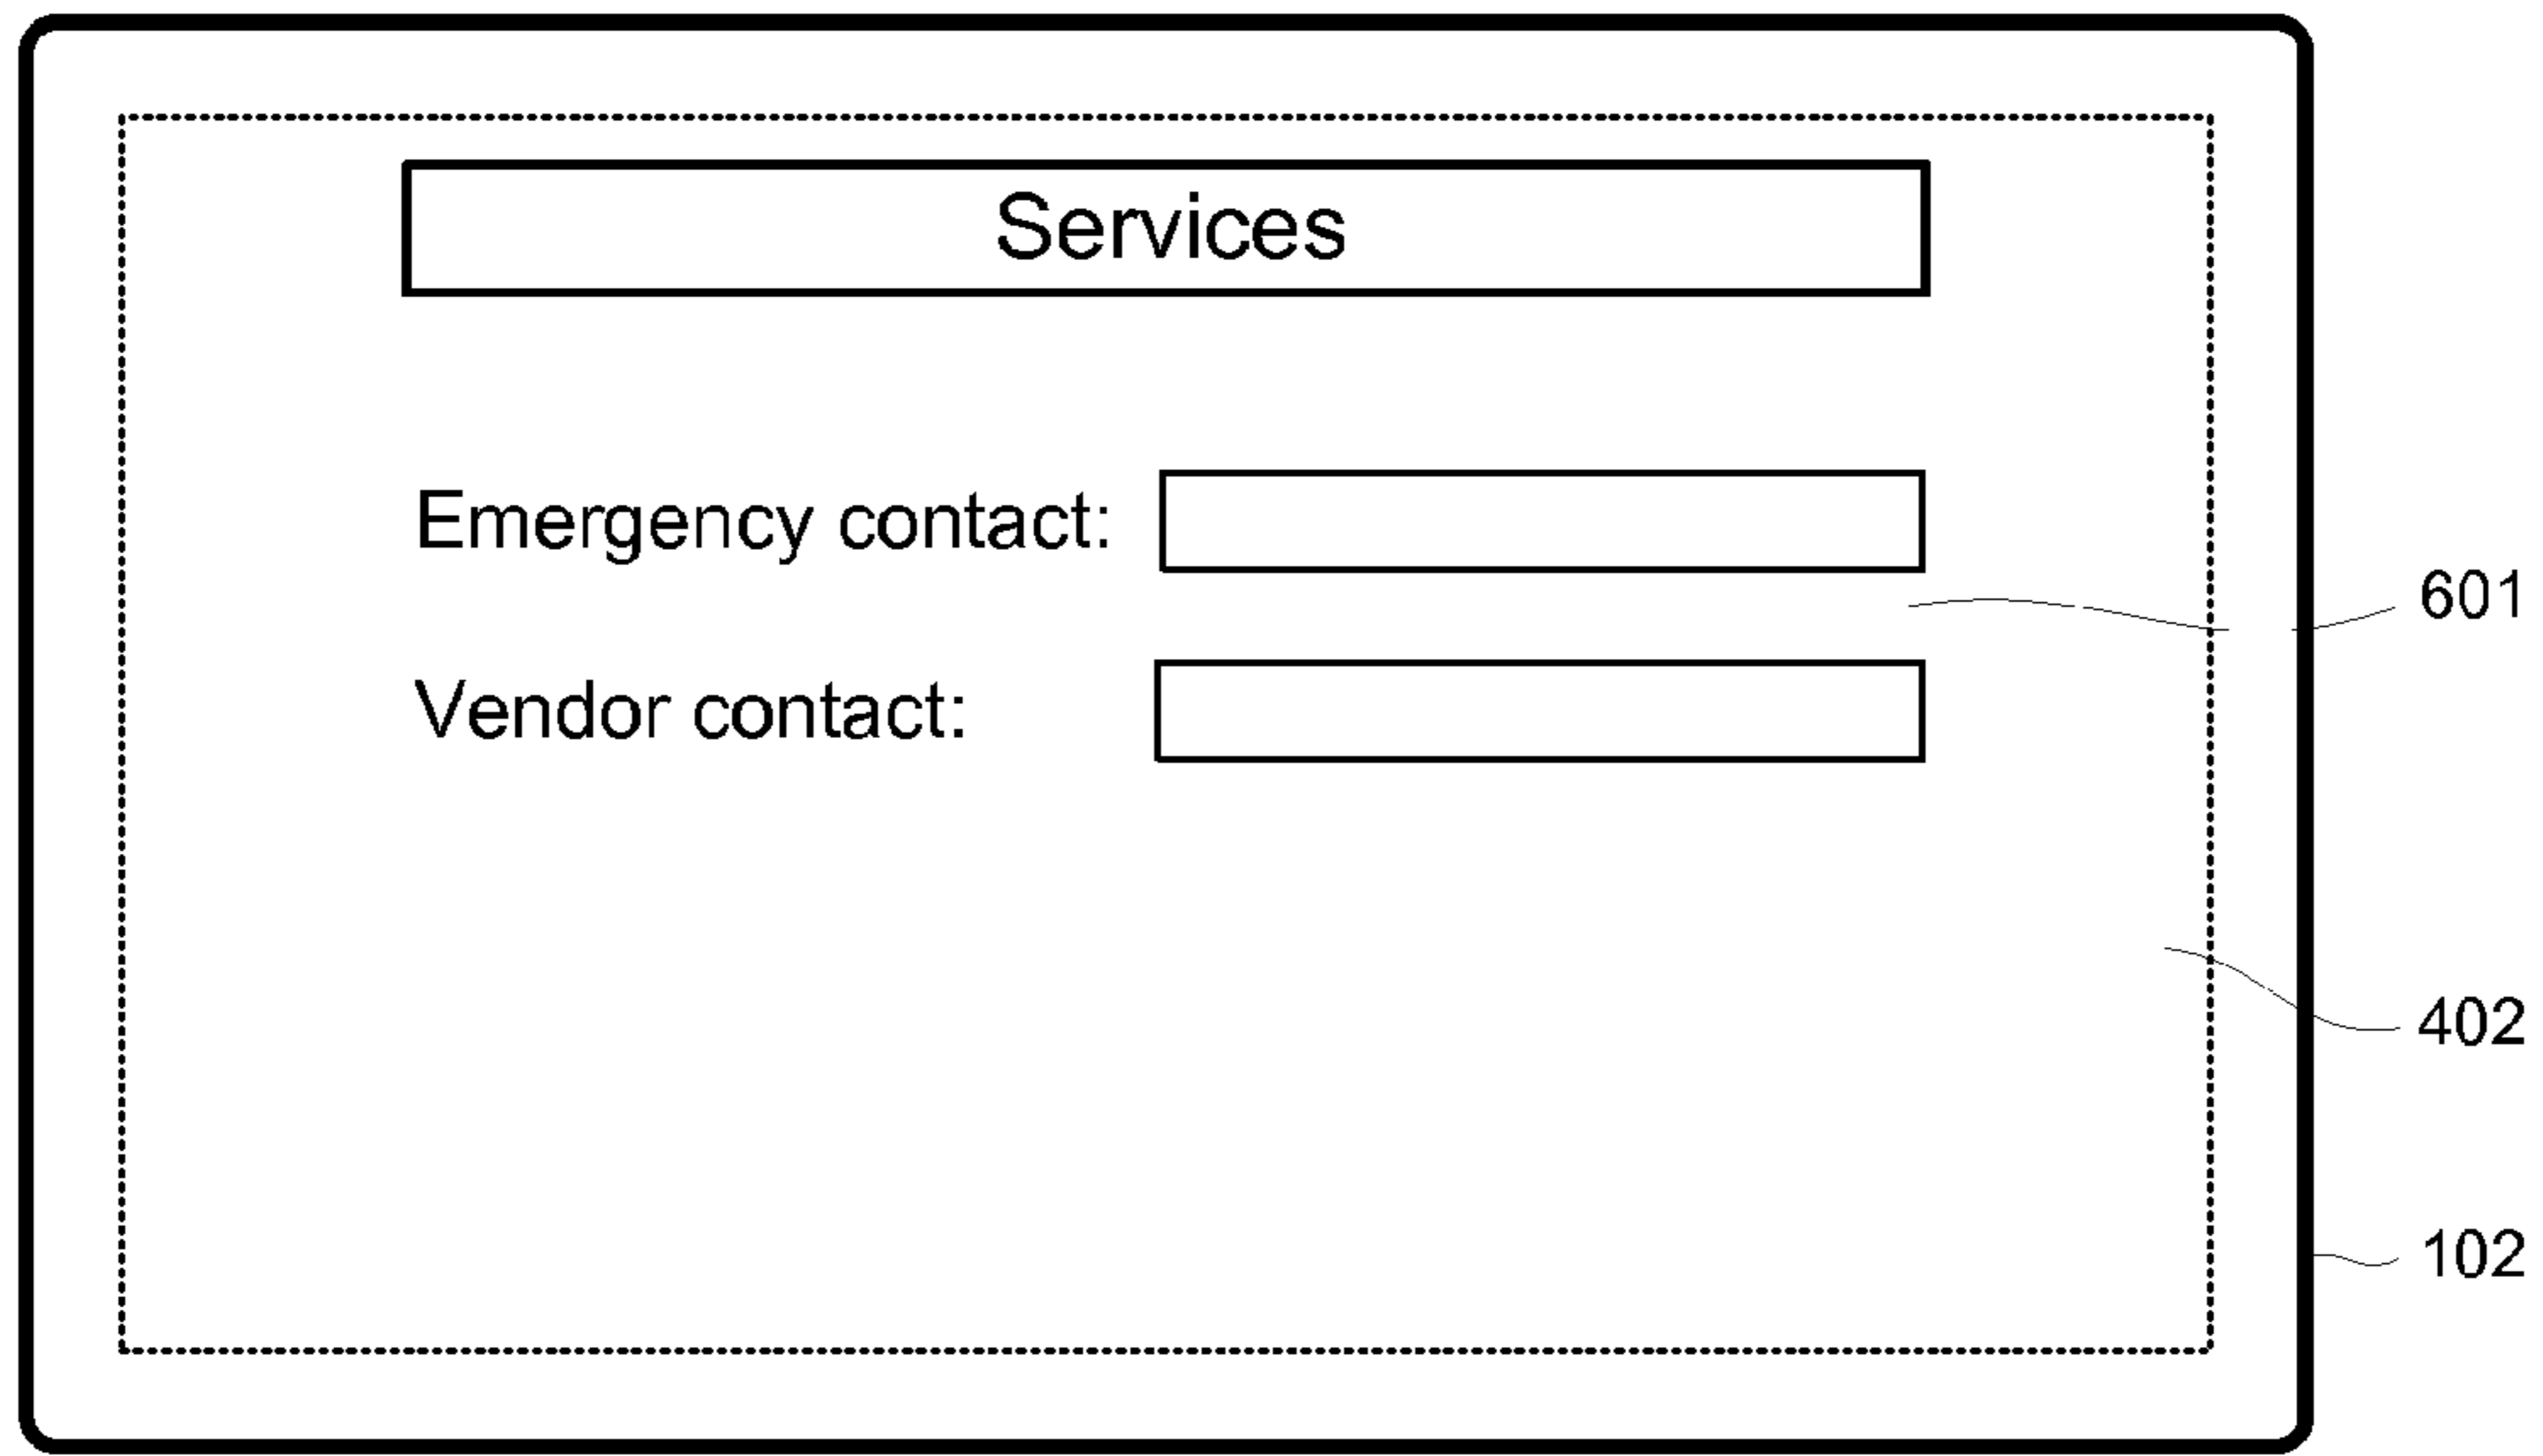 Services
Emergency contact:
601
Vendor contact:
402
102